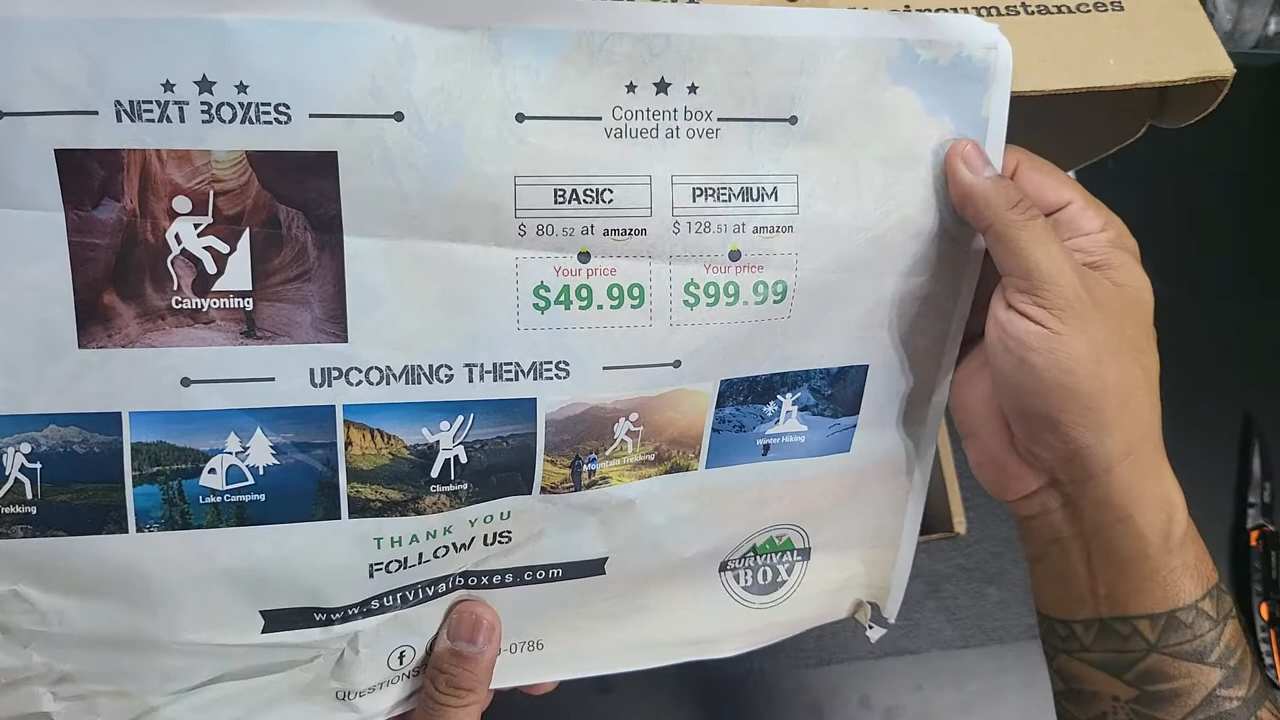 circumstances
NEXT BOXES
Canyoning
Content box
valued at over
BASIC
$ 80.52 at amazon
Your price
$49.99
PREMIUM
$ 128.51 at amazon
Your price
$99.99
UPCOMING THEMES
Trekking
Lake Camping
Climbing
Mountain Trekking
Winter Hiking
THANK YOU
FOLLOW US
www.survivalboxes.com
SURVIVAL
BOX
-0786
QUESTIONS